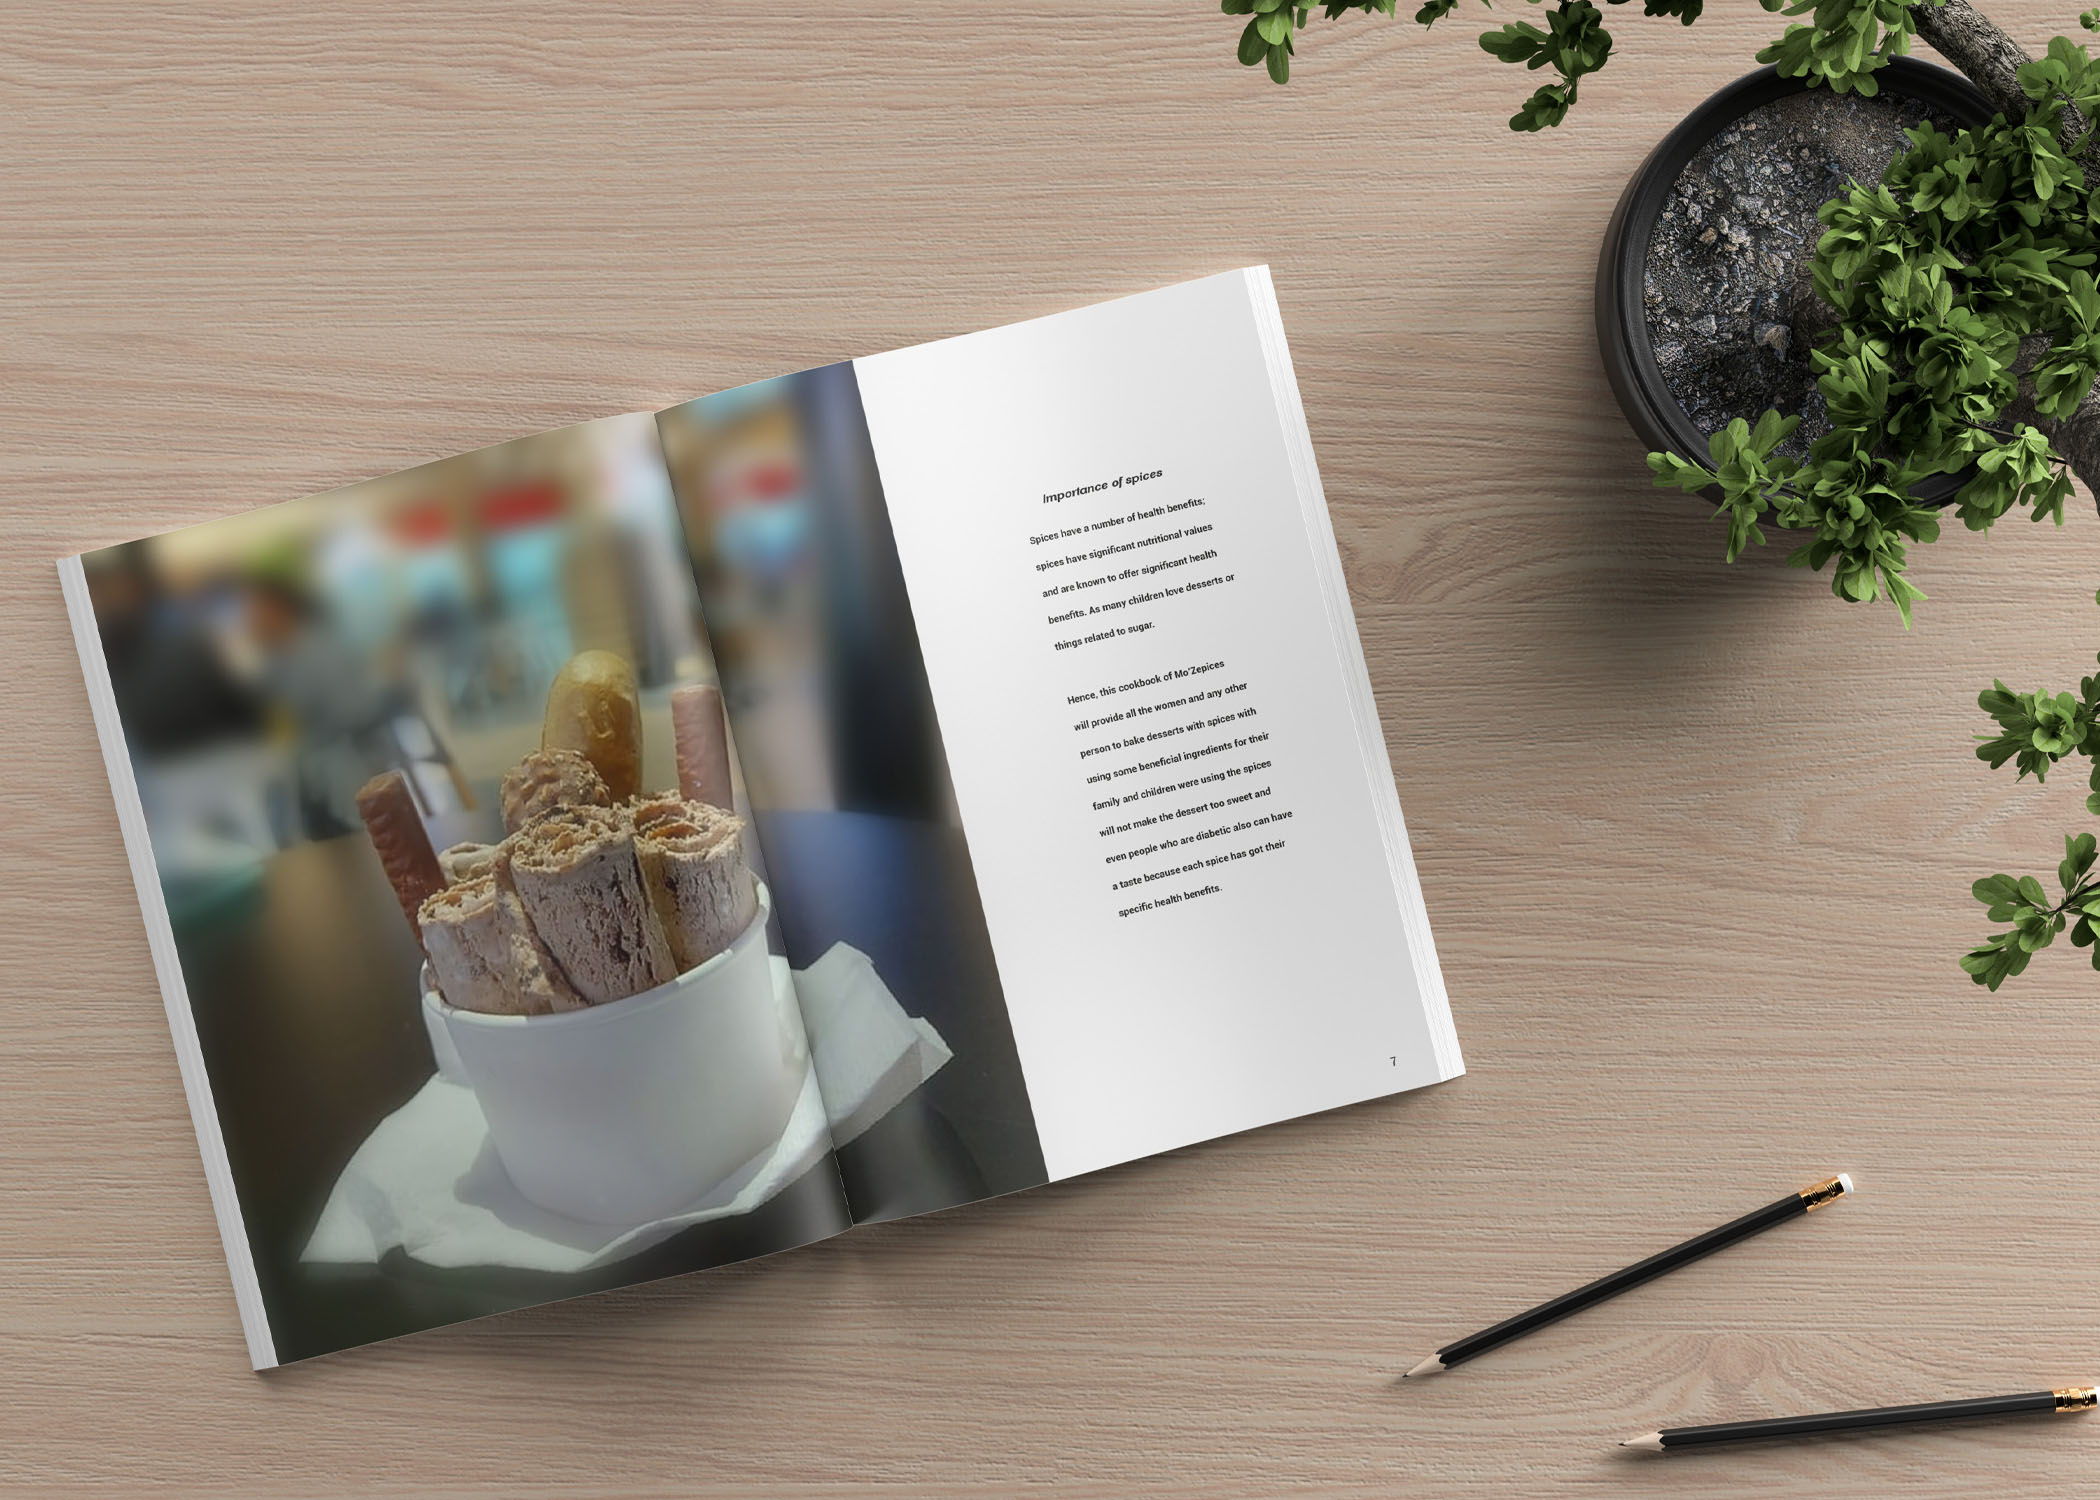 Importance of spices
Spices have a number of health benefits;
spices have significant nutritional values
and are known to offer significant health
benefits. As many children love desserts or
things related to sugar.
Hence, this cookbook of Mo'Zepices
will provide all the women and any other
person to bake desserts with spices with
using some beneficial ingredients for their
family and children were using the spices
will not make the dessert too sweet and
even people who are diabetic also can have
a taste because each spice has got their
specific health benefits.
7